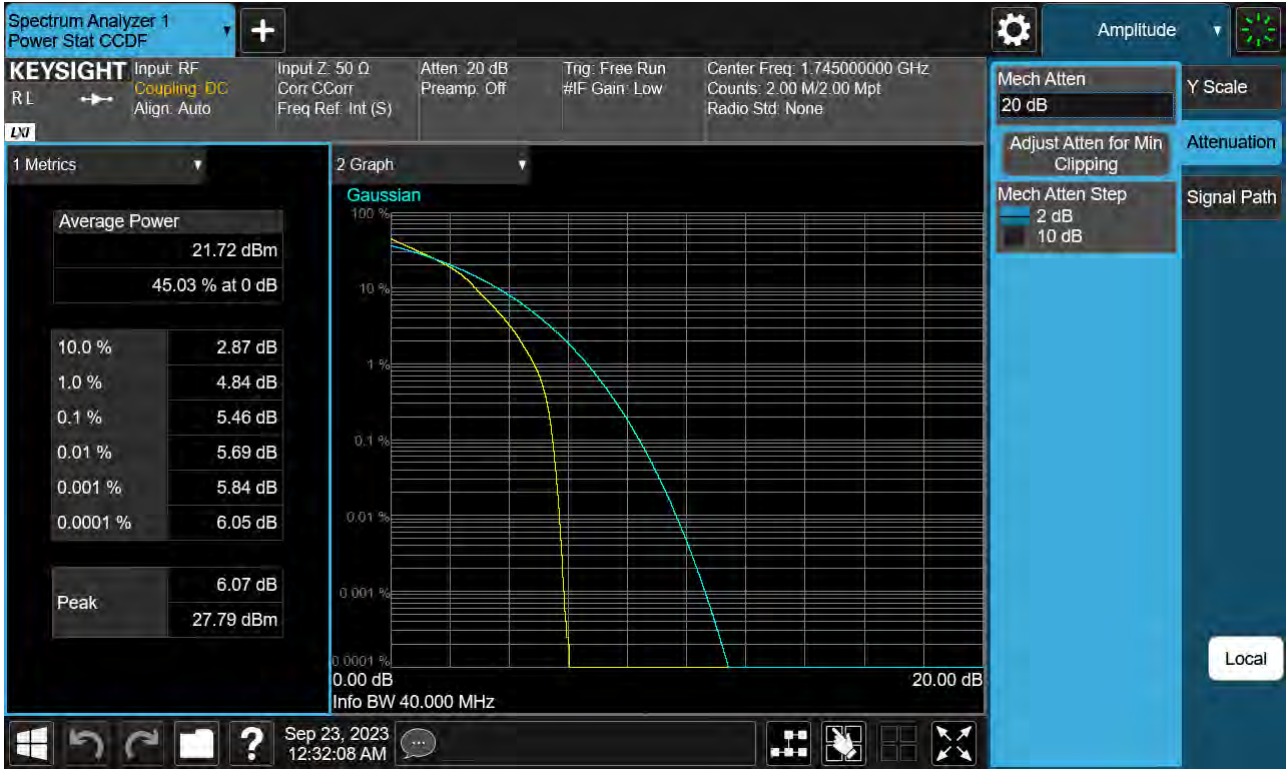 Spectrum Analyzer 1
Power Stat CCDF
+
Amplitude
KEYSIGHT
R L
LXI
Input: RF
Coupling: DC
Align: Auto
Input Z: 50 Ω
Corr CCorr
Freq Ref: Int (S)
Atten: 20 dB
Preamp: Off
Trig: Free Run
#IF Gain: Low
Center Freq: 1.745000000 GHz
Counts: 2.00 M/2.00 Mpt
Radio Std: None
1 Metrics
Average Power
21.72 dBm
45.03 % at 0 dB
10.0 % 2.87 dB
1.0 % 4.84 dB
0.1 % 5.46 dB
0.01 % 5.69 dB
0.001 % 5.84 dB
0.0001 % 6.05 dB
Peak
6.07 dB
27.79 dBm
2 Graph
Gaussian
100 %
10 %
1 %
0.1 %
0.01 %
0.001 %
0.0001 %
0.00 dB 20.00 dB
Info BW 40.000 MHz
Mech Atten
20 dB
Adjust Atten for Min
Clipping
Mech Atten Step
2 dB
10 dB
Y Scale
Attenuation
Signal Path
Local
?
Sep 23, 2023
12:32:08 AM